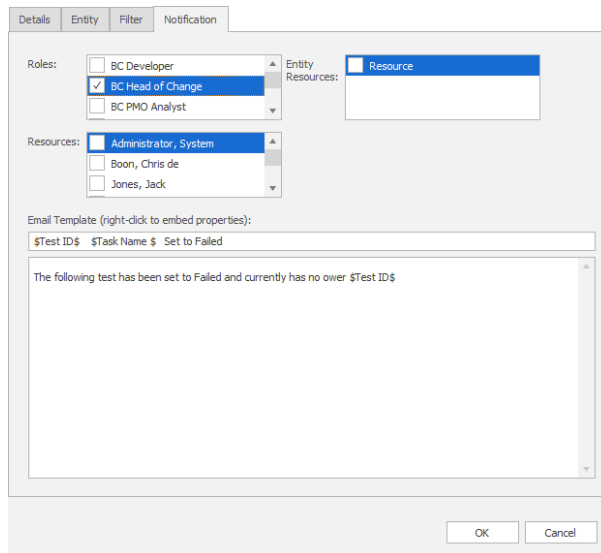 Details Entity Filter Notification
Roles:
BC Developer
BC Head of Change
BC PMO Analyst
Entity
Resources:
Resource
Resources:
Administrator, System
Boon, Chris de
Jones, Jack
Email Template (right-click to embed properties):
$Test ID$ $Task Name $ Set to Failed
The following test has been set to Failed and currently has no ower $Test ID$
OK Cancel